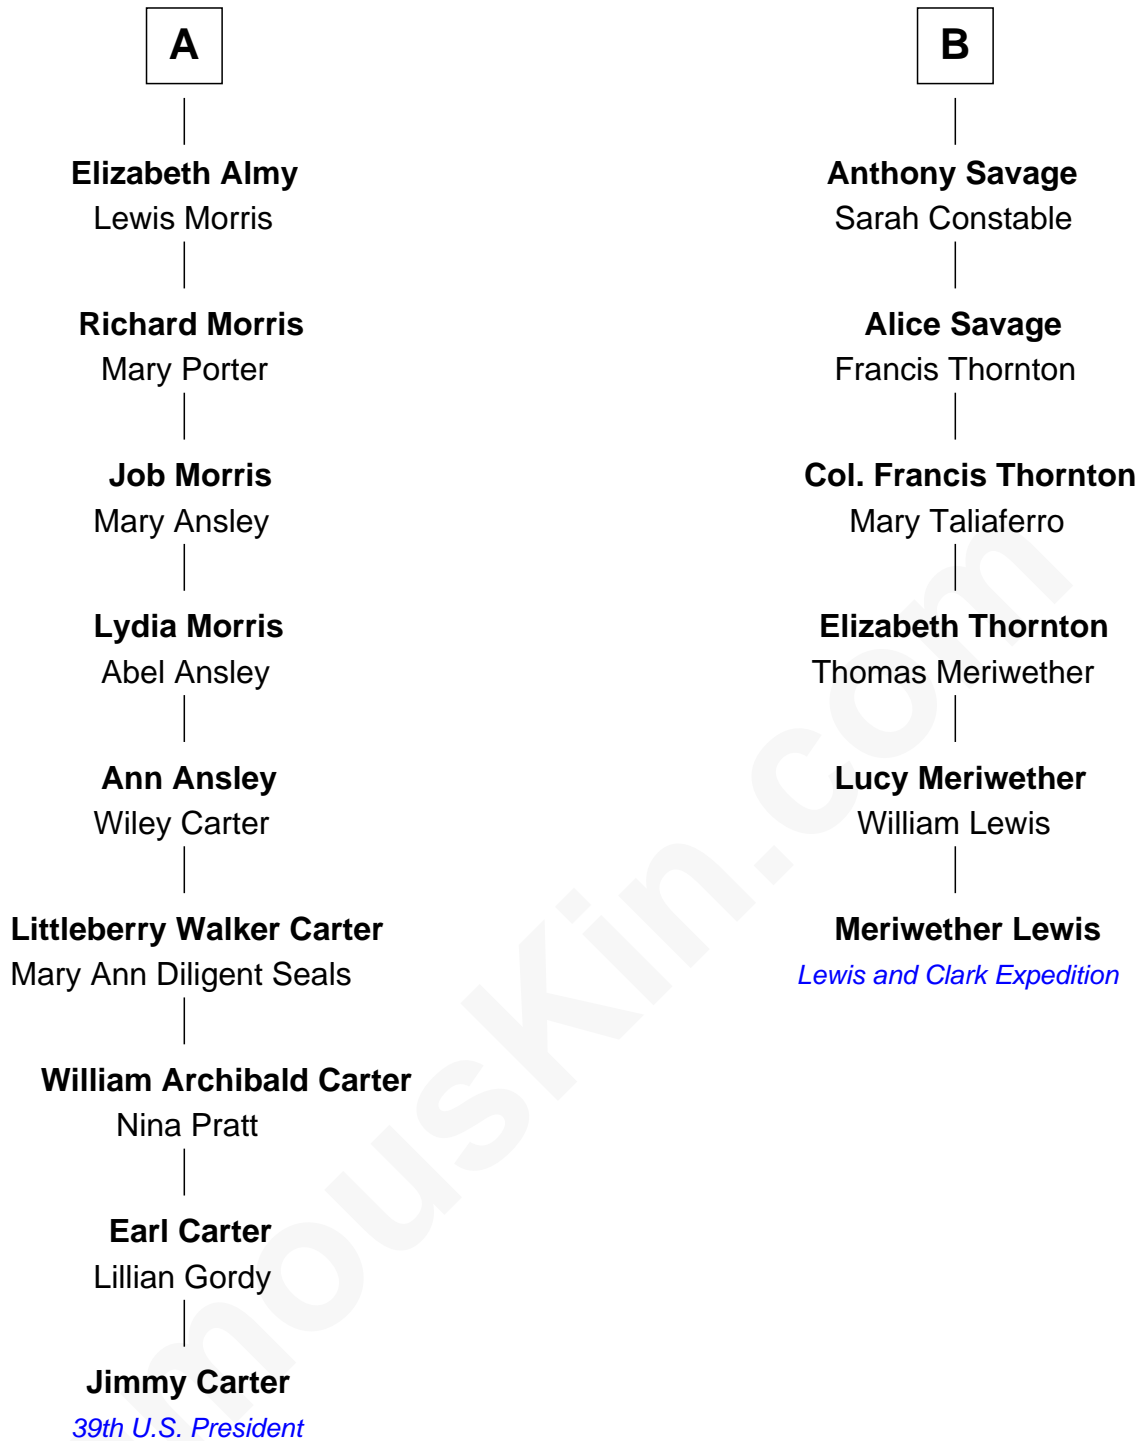 A
Elizabeth Almy
Lewis Morris
Richard Morris
Mary Porter
Job Morris
Mary Ansley
Lydia Morris
Abel Ansley
Ann Ansley
Wiley Carter
Littleberry Walker Carter
Mary Ann Diligent Seals
William Archibald Carter
Nina Pratt
Earl Carter
Lillian Gordy
Jimmy Carter
39th U.S. President
B
Anthony Savage
Sarah Constable
Alice Savage
Francis Thornton
Col. Francis Thornton
Mary Taliaferro
Elizabeth Thornton
Thomas Meriwether
Lucy Meriwether
William Lewis
Meriwether Lewis
Lewis and Clark Expedition
mousKin.com